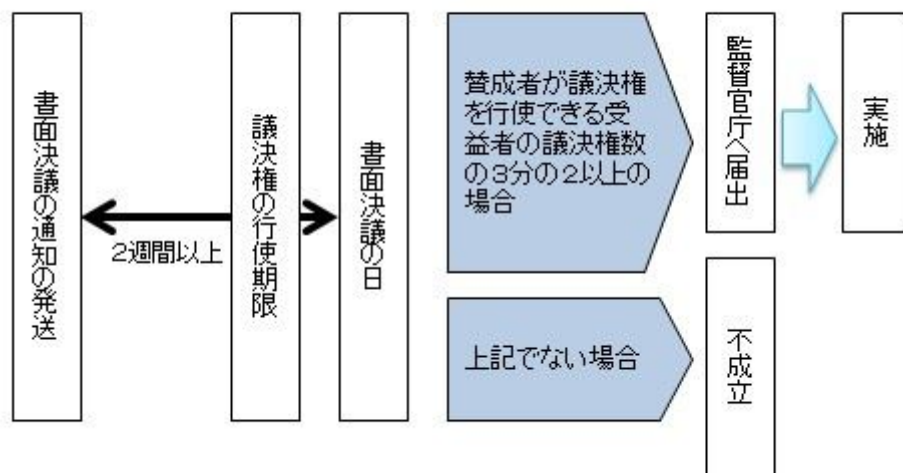 書面決議の通知の発送
2週間以上
議決権の行使期限
書面決議の日
賛成者が議決権
を行使できる受
益者の議決権数
の3分の2以上の
場合
監督官庁へ届出
実施
上記でない場合
不成立